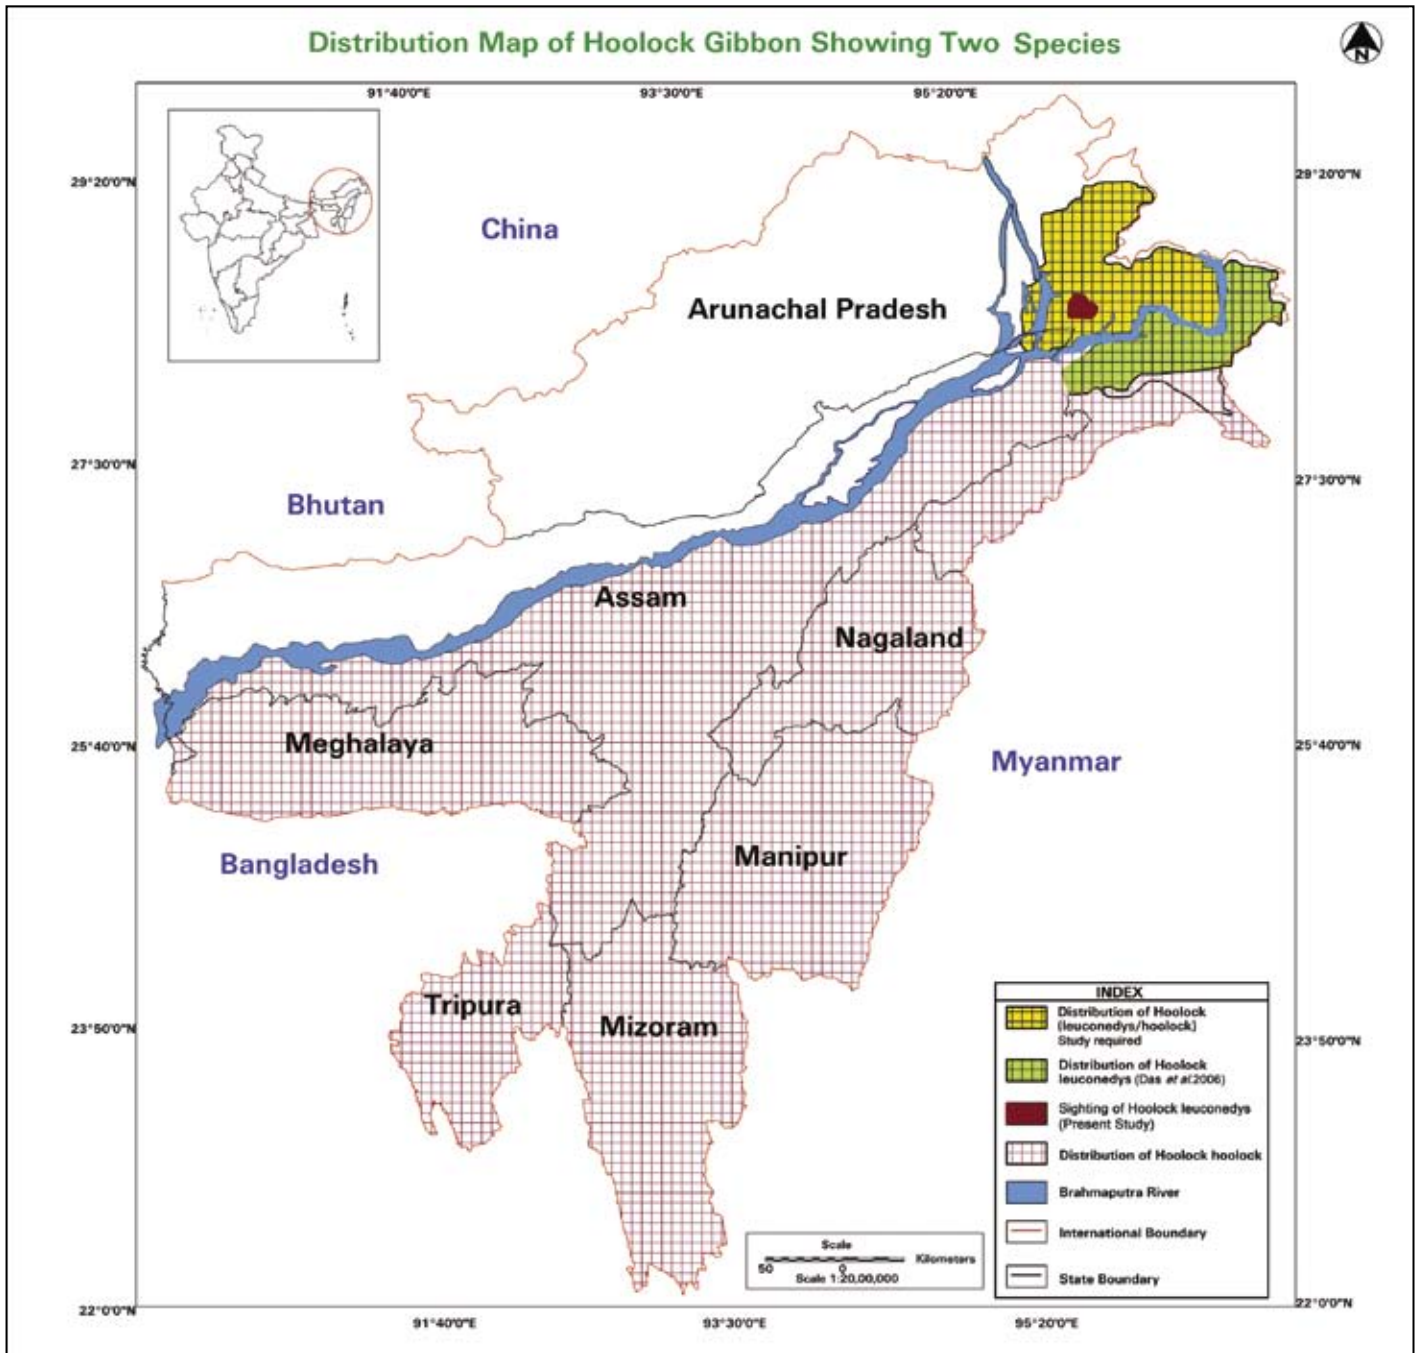 Distribution Map of Hoolock Gibbon Showing Two Species
N
91°40'0"E
93°30'0"E
95°20'0"E
29°20'0"N
29°20'0"N
China
Arunachal Pradesh
27°30'0"N
27°30'0"N
Bhutan
Assam
Nagaland
25°40'0"N
25°40'0"N
Meghalaya
Myanmar
Bangladesh
Manipur
Tripura
Mizoram
23°50'0"N
23°50'0"N
INDEX
Distribution of Hoolock
(leuconedys/hoolock)
Study required
Distribution of Hoolock
leuconedys (Das et al 2006)
Sighting of Hoolock leuconedys
(Present Study)
Distribution of Hoolock hoolock
Brahmaputra River
International Boundary
State Boundary
Scale
Kilometers
50 0
Scale 1:20,00,000
22°0'0"N
22°0'0"N
91°40'0"E
93°30'0"E
95°20'0"E